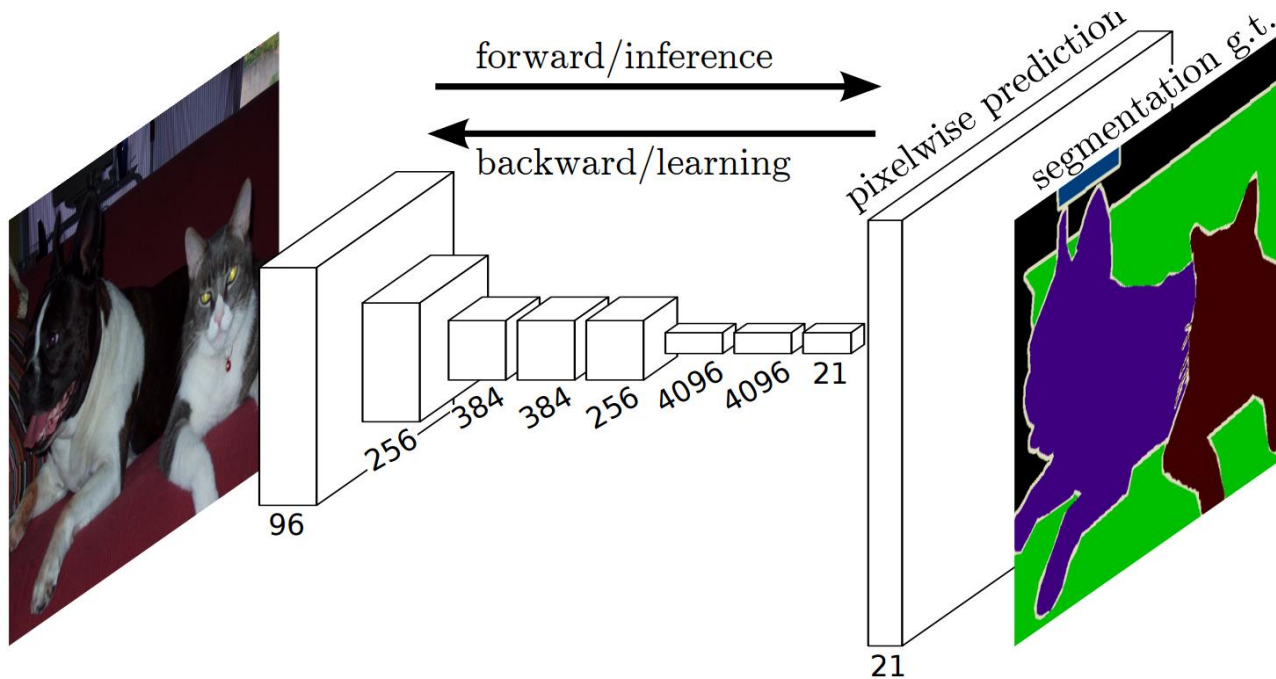 forward/inference
backward/learning
pixelwise prediction
segmentation g.t.
96
256
384
384
256
4096
4096
21
21